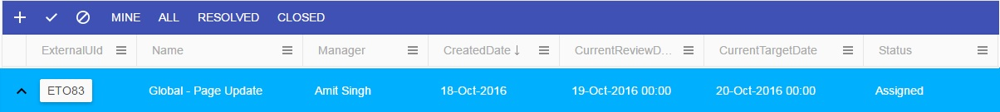 MINE ALL RESOLVED CLOSED
ExternalUId Name Manager CreatedDate CurrentReviewD... CurrentTargetDate Status
ETO83 Global - Page Update Amit Singh 18-Oct-2016 19-Oct-2016 00:00 20-Oct-2016 00:00 Assigned